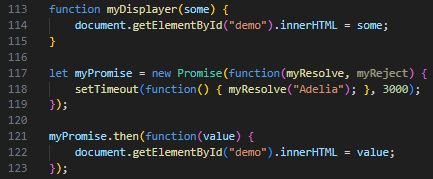 113 function myDisplayer(some) {
114     document.getElementById("demo").innerHTML = some;
115 }
116
117 let myPromise = new Promise(function(myResolve, myReject) {
118     setTimeout(function() { myResolve("Adelia"); }, 3000);
119 });
120
121 myPromise.then(function(value) {
122     document.getElementById("demo").innerHTML = value;
123 });